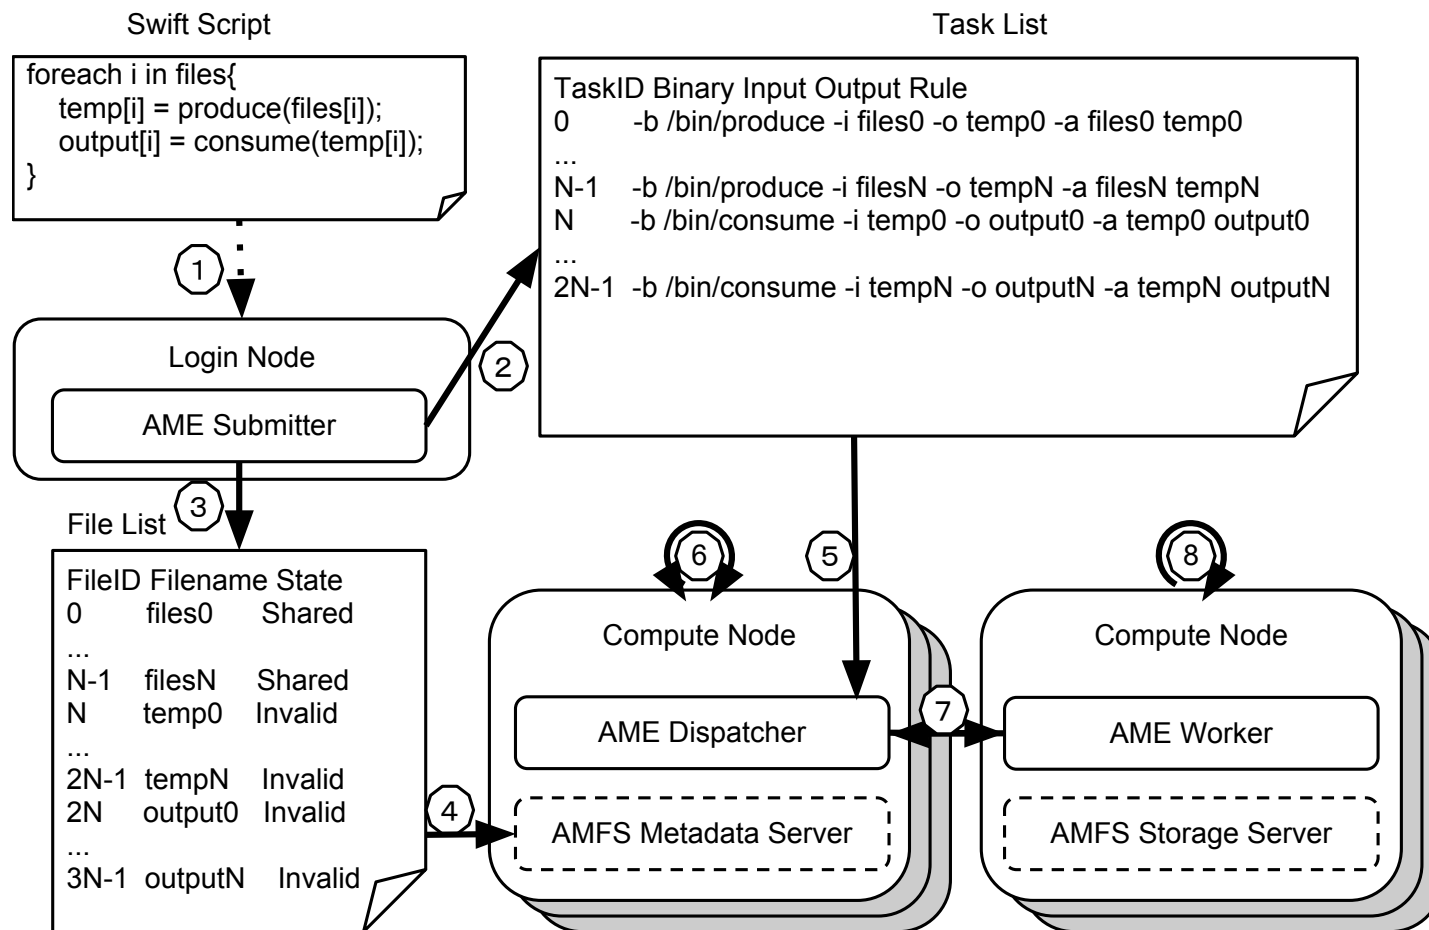 Swift Script
foreach i in files{
temp[i] = produce(files[i]);
output[i] = consume(temp[i]);
}
Task List
TaskID Binary Input Output Rule
0 -b /bin/produce -i files0 -o temp0 -a files0 temp0
...
N-1 -b /bin/produce -i filesN -o tempN -a filesN tempN
N -b /bin/consume -i temp0 -o output0 -a temp0 output0
...
2N-1 -b /bin/consume -i tempN -o outputN -a tempN outputN
1
Login Node
AME Submitter
2
3
File List
FileID Filename State
0 files0 Shared
...
N-1 filesN Shared
N temp0 Invalid
...
2N-1 tempN Invalid
2N output0 Invalid
...
3N-1 outputN Invalid
4
5
6
Compute Node
AME Dispatcher
AMFS Metadata Server
7
8
Compute Node
AME Worker
AMFS Storage Server